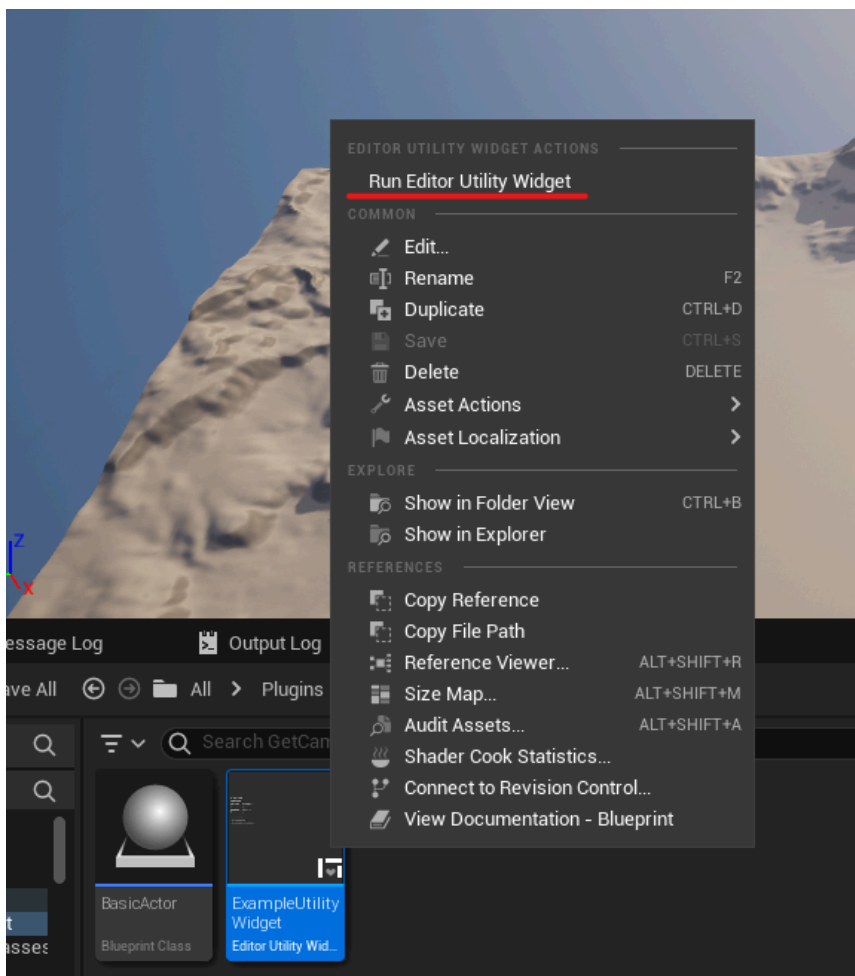 EDITOR UTILITY WIDGET ACTIONS
Run Editor Utility Widget
COMMON
Edit...
Rename F2
Duplicate CTRL+D
Save CTRL+S
Delete DELETE
Asset Actions
Asset Localization
EXPLORE
Show in Folder View CTRL+B
Show in Explorer
REFERENCES
Copy Reference
Copy File Path
Reference Viewer... ALT+SHIFT+R
Size Map... ALT+SHIFT+M
Audit Assets... ALT+SHIFT+A
Shader Cook Statistics...
Connect to Revision Control...
View Documentation - Blueprint
Z
X
essage Log Output Log
ave All All Plugins
Search GetCam
BasicActor
Blueprint Class
ExampleUtility
Widget
Editor Utility Wid...
t
asses